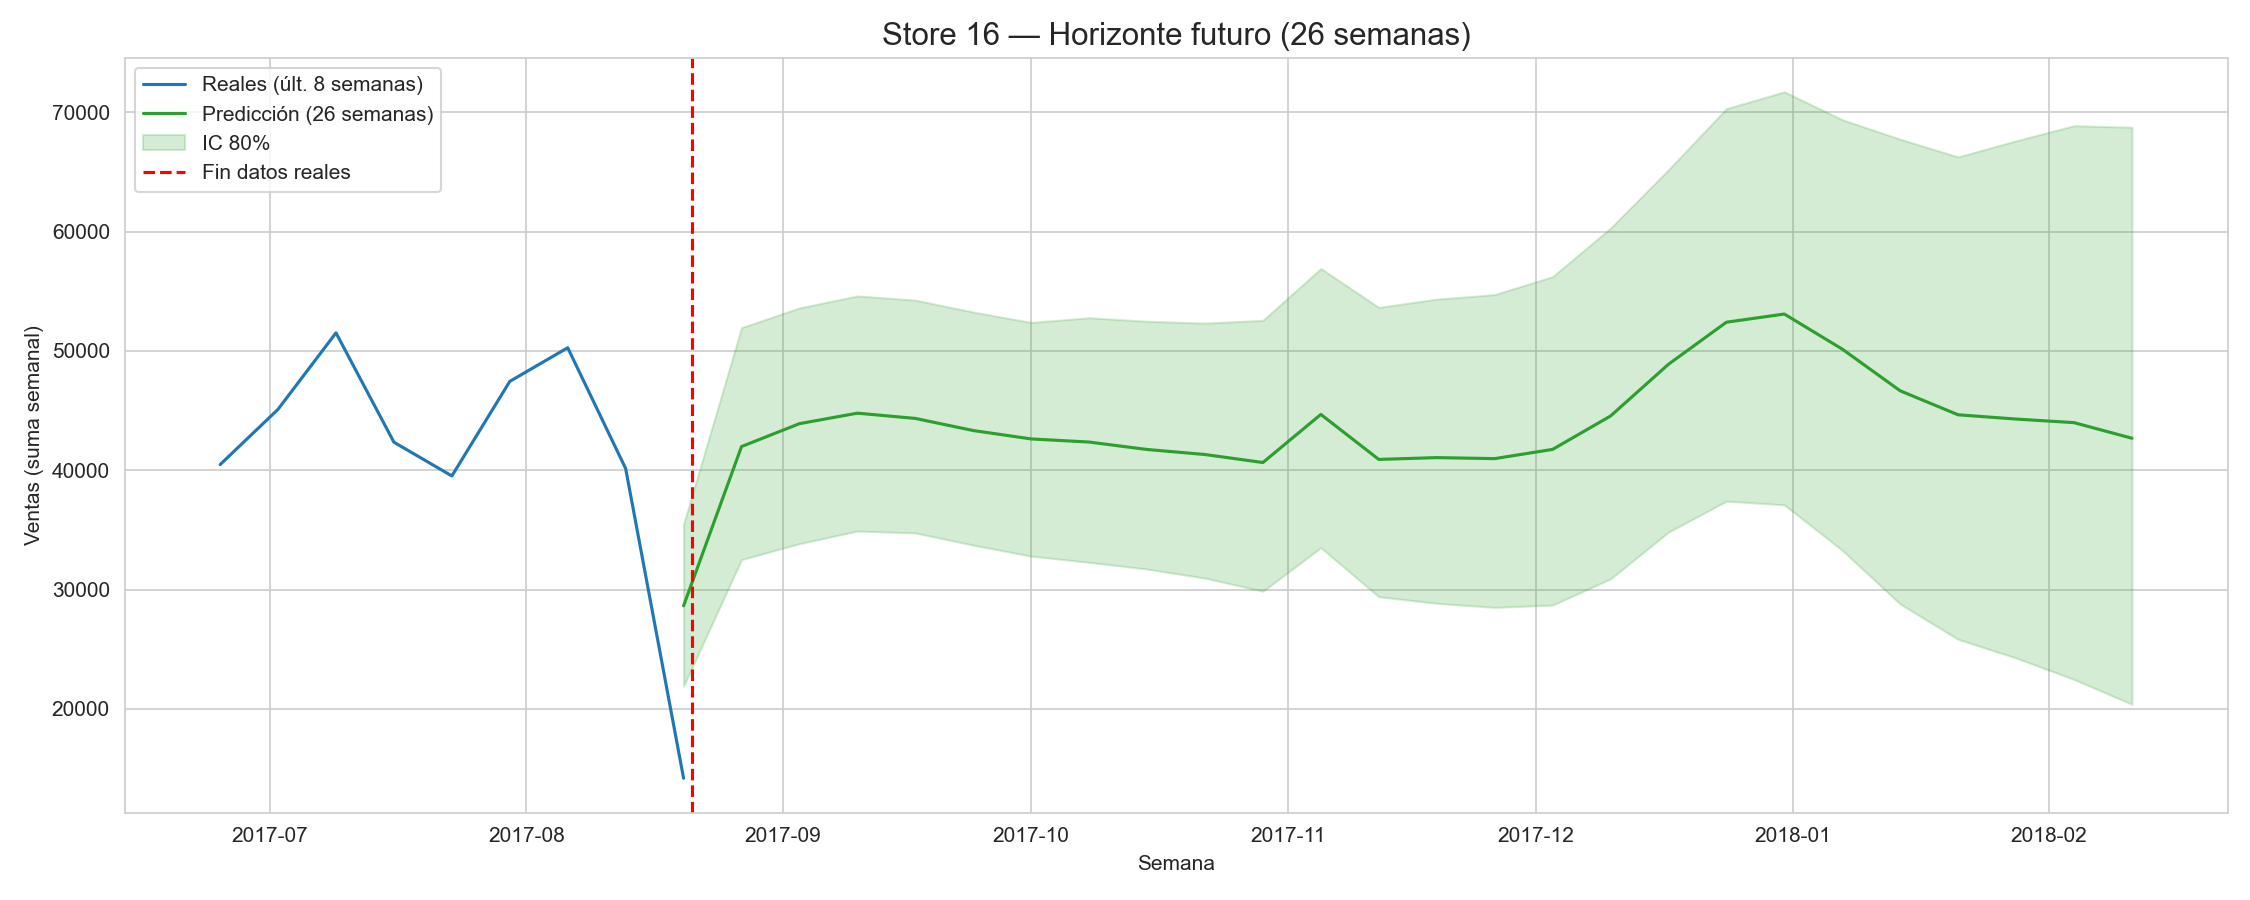 Store 16 — Horizonte futuro (26 semanas)
Reales (últ. 8 semanas)
Predicción (26 semanas)
IC 80%
Fin datos reales
Ventas (suma semanal)
70000
60000
50000
40000
30000
20000
2017-07
2017-08
2017-09
2017-10
2017-11
2017-12
2018-01
2018-02
Semana